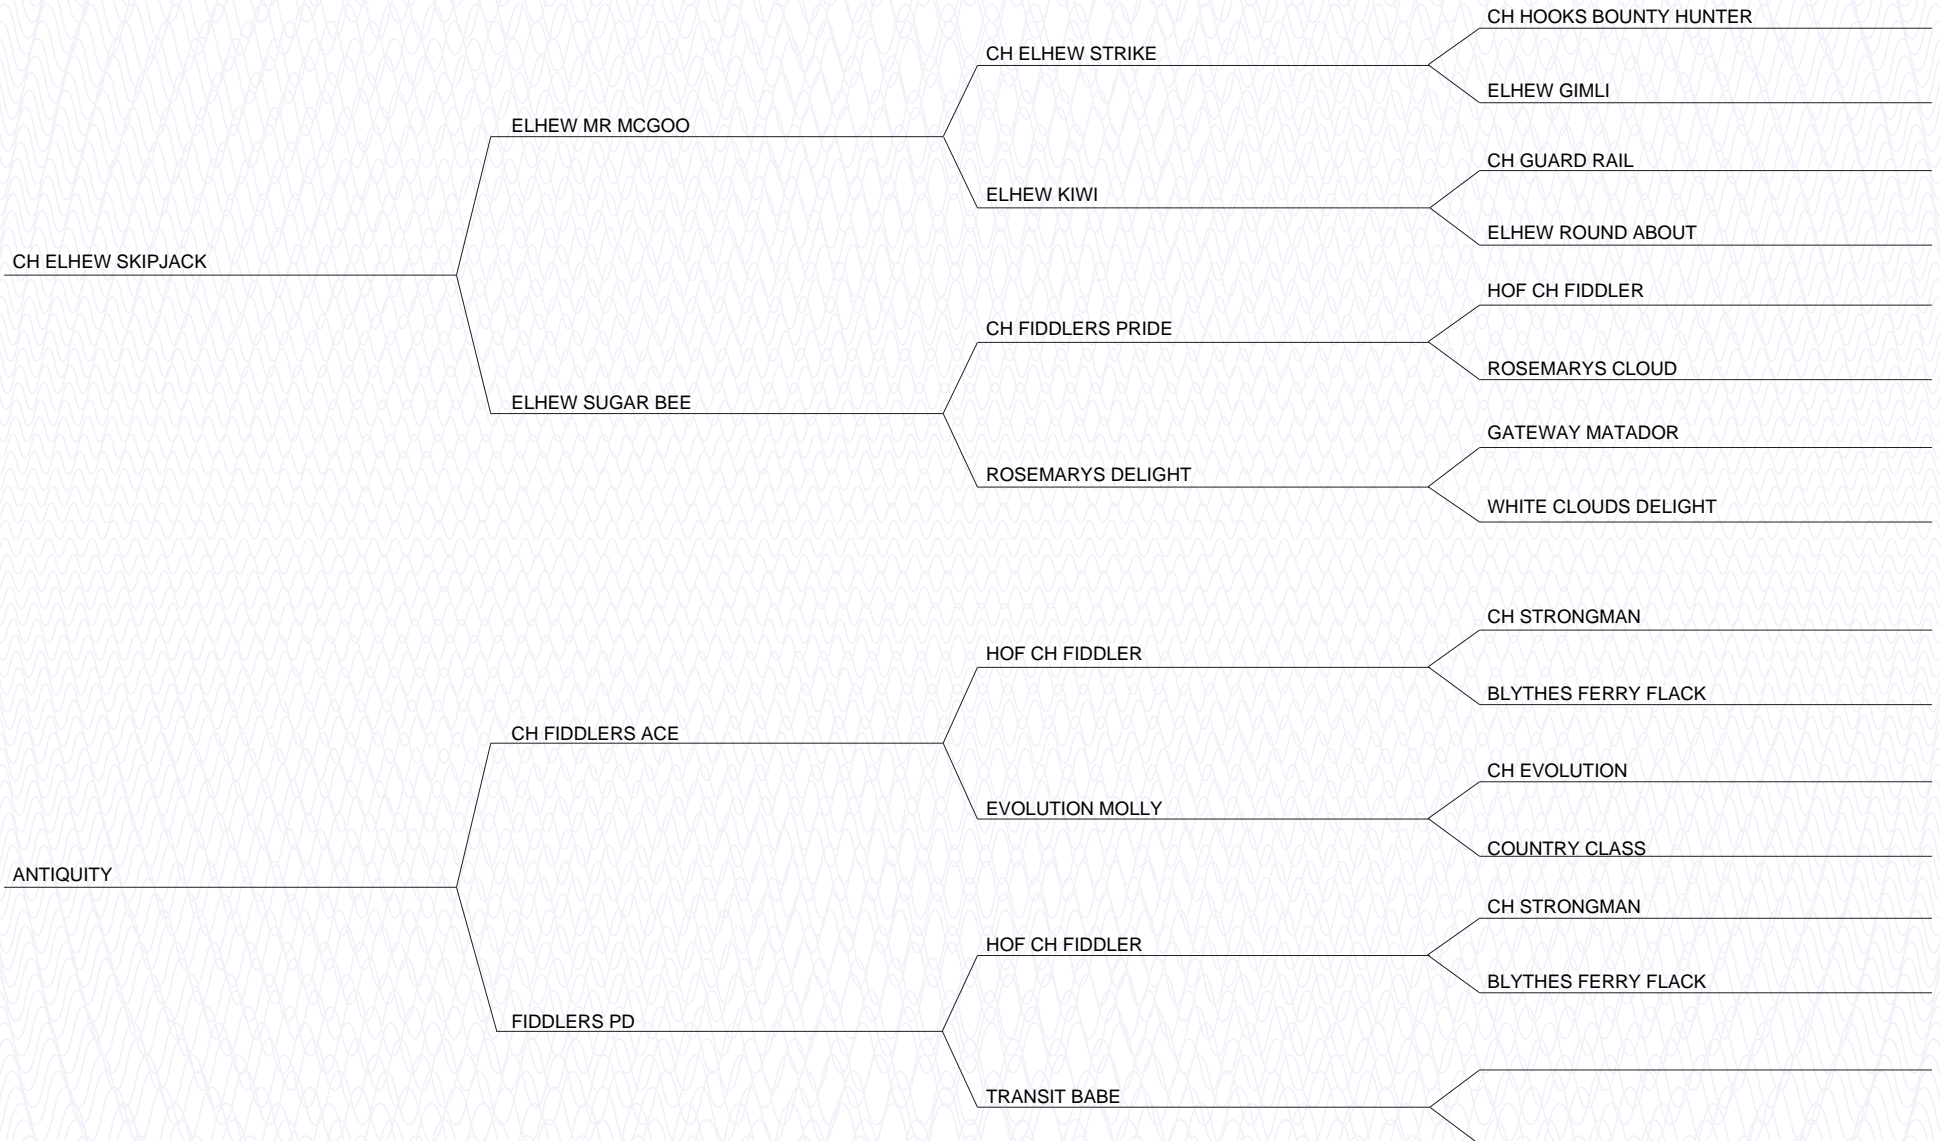 CH HOOKS BOUNTY HUNTER
CH ELHEW STRIKE
ELHEW GIMLI
ELHEW MR MCGOO
CH GUARD RAIL
ELHEW KIWI
ELHEW ROUND ABOUT
CH ELHEW SKIPJACK
HOF CH FIDDLER
CH FIDDLERS PRIDE
ROSEMARYS CLOUD
ELHEW SUGAR BEE
GATEWAY MATADOR
ROSEMARYS DELIGHT
WHITE CLOUDS DELIGHT
CH STRONGMAN
HOF CH FIDDLER
BLYTHES FERRY FLACK
CH FIDDLERS ACE
CH EVOLUTION
EVOLUTION MOLLY
COUNTRY CLASS
ANTIQUITY
CH STRONGMAN
HOF CH FIDDLER
BLYTHES FERRY FLACK
FIDDLERS PD
TRANSIT BABE